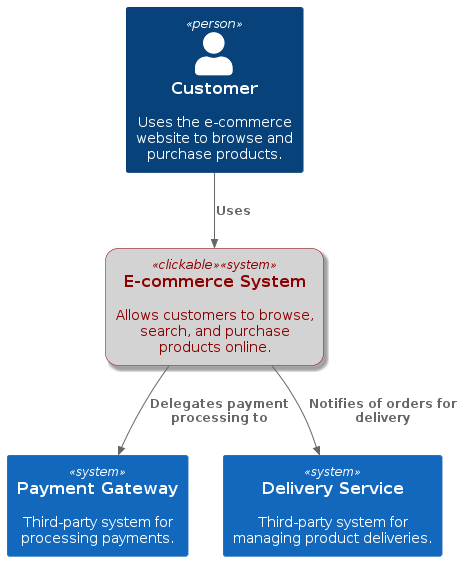 «person»
Customer
Uses the e-commerce
website to browse and
purchase products.
Uses
«clickable»«system»
E-commerce System
Allows customers to browse,
search, and purchase
products online.
Delegates payment
processing to
Notifies of orders for
delivery
«system»
Payment Gateway
Third-party system for
processing payments.
«system»
Delivery Service
Third-party system for
managing product deliveries.